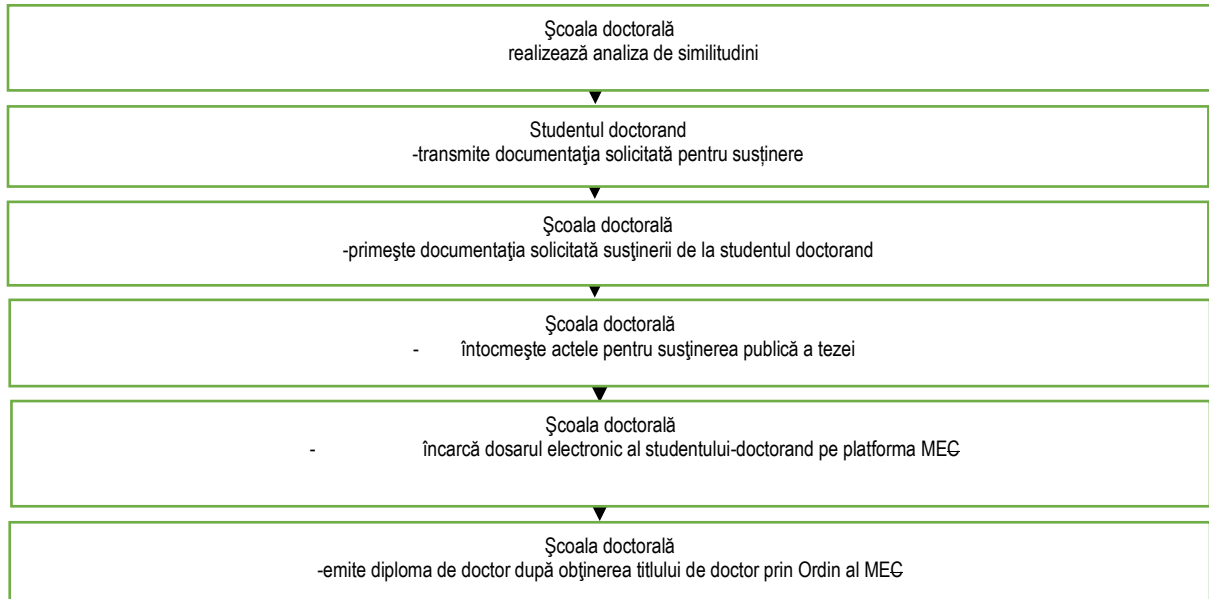 Şcoala doctorală
realizează analiza de similitudini
Studentul doctorand
-transmite documentaţia solicitată pentru susținere
Şcoala doctorală
-primeşte documentaţia solicitată susţinerii de la studentul doctorand
Şcoala doctorală
- întocmeşte actele pentru susţinerea publică a tezei
Şcoala doctorală
- încarcă dosarul electronic al studentului-doctorand pe platforma MEC
Şcoala doctorală
-emite diploma de doctor după obţinerea titlului de doctor prin Ordin al MEC